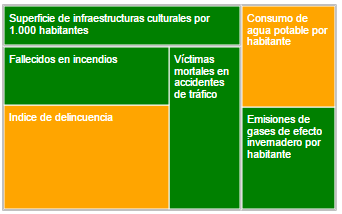 Superficie de infraestructuras culturales por
1.000 habitantes
Consumo de
agua potable por
habitante
Fallecidos en incendios
Víctimas
mortales en
accidentes
de tráfico
Indice de delincuencia
Emisiones de
gases de efecto
invernadero por
habitante